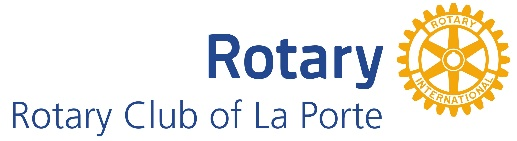 Rotary
Rotary Club of La Porte
ROTARY
INTERNATIONAL